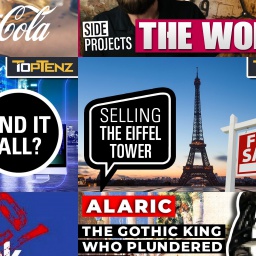 Cola
SIDE
PROJECTS
THE WO
TOPTENZ
ND IT
ALL?
SELLING
THE EIFFEL
TOWER
F
SA
ALARIC
THE GOTHIC KING
WHO PLUNDERED